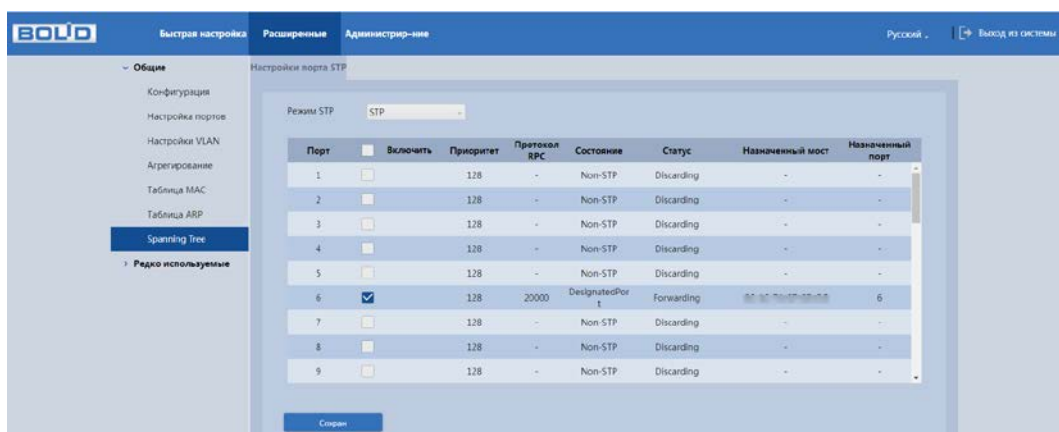 BOLID Быстрая настройка Расширенные Администрир-ние Русский Выход из системы
Общие
Настройки порта STP
Конфигурация
Настройка портов
Настройки VLAN
Агрегирование
Таблица MAC
Таблица ARP
Spanning Tree
Редко используемые
Режим STP STP
Порт Включить Приоритет Протокол RPC Состояние Статус Назначенный мост Назначенный порт
1 128 - Non-STP Discarding - -
2 128 - Non-STP Discarding - -
3 128 - Non-STP Discarding - -
4 128 - Non-STP Discarding - -
5 128 - Non-STP Discarding - -
6 128 20000 DesignatedPort Forwarding 6
7 128 - Non-STP Discarding - -
8 128 - Non-STP Discarding - -
9 128 - Non-STP Discarding - -
Сохран